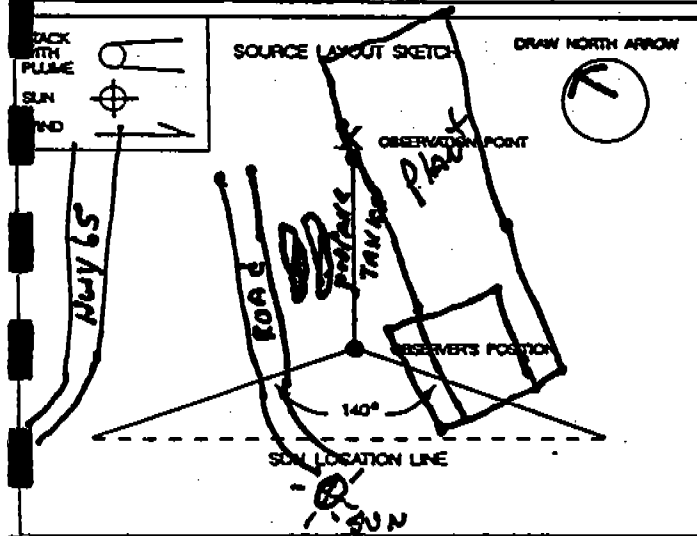 STACK
WITH
PLUME
SOURCE LAYOUT SKETCH
DRAW NORTH ARROW
SUN
WIND
OBSERVATION POINT
PLANT
HWY 65
ROAD
TANKS
OBSERVER'S POSITION
140°
SUN LOCATION LINE
SUN